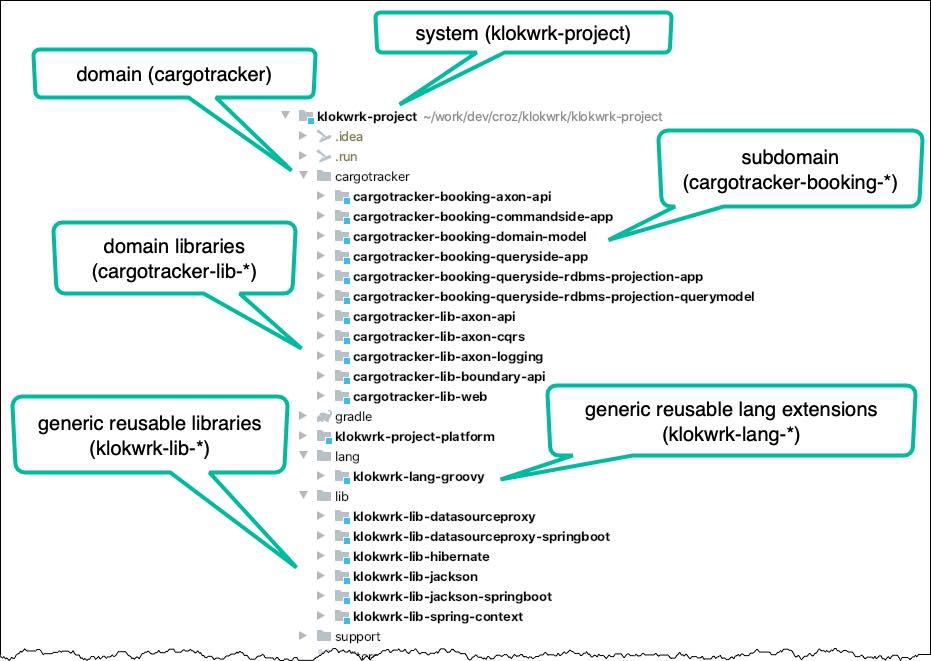 system (klokwrk-project)
domain (cargotracker)
klokwrk-project ~/work/dev/croz/klokwrk/klokwrk-project
.idea
.run
cargotracker
subdomain
(cargotracker-booking-*)
cargotracker-booking-axon-api
cargotracker-booking-commandside-app
cargotracker-booking-domain-model
cargotracker-booking-queryside-app
cargotracker-booking-queryside-rdbms-projection-app
cargotracker-booking-queryside-rdbms-projection-querymodel
domain libraries
(cargotracker-lib-*)
cargotracker-lib-axon-api
cargotracker-lib-axon-cqrs
cargotracker-lib-axon-logging
cargotracker-lib-boundary-api
cargotracker-lib-web
gradle
klokwrk-project-platform
generic reusable lang extensions
(klokwrk-lang-*)
lang
klokwrk-lang-groovy
generic reusable libraries
(klokwrk-lib-*)
lib
klokwrk-lib-datasourceproxy
klokwrk-lib-datasourceproxy-springboot
klokwrk-lib-hibernate
klokwrk-lib-jackson
klokwrk-lib-jackson-springboot
klokwrk-lib-spring-context
support